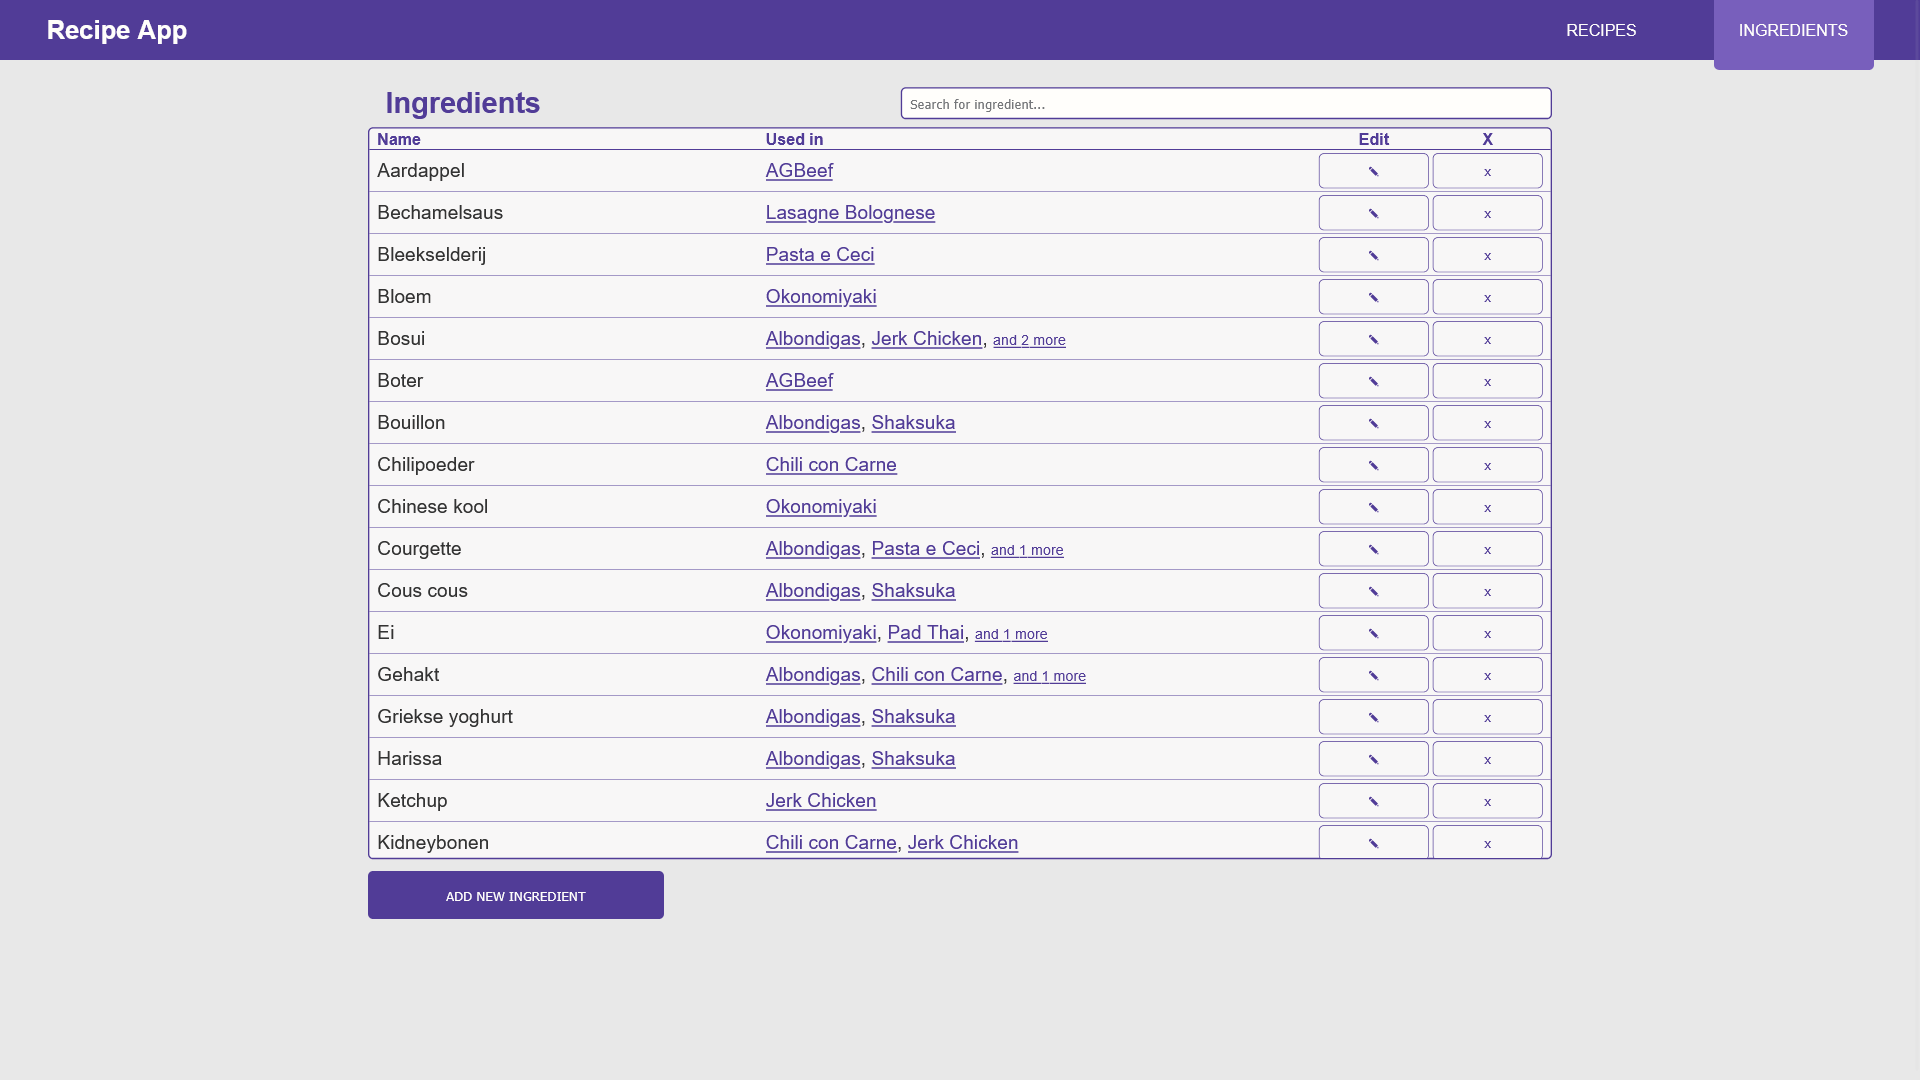 Recipe App RECIPES INGREDIENTS
Ingredients Search for ingredient...
Name Used in Edit X
Aardappel AGBeef x
Bechamelsaus Lasagne Bolognese x
Bleekselderij Pasta e Ceci x
Bloem Okonomiyaki x
Bosui Albondigas, Jerk Chicken, and 2 more x
Boter AGBeef x
Bouillon Albondigas, Shaksuka x
Chilipoeder Chili con Carne x
Chinese kool Okonomiyaki x
Courgette Albondigas, Pasta e Ceci, and 1 more x
Cous cous Albondigas, Shaksuka x
Ei Okonomiyaki, Pad Thai, and 1 more x
Gehakt Albondigas, Chili con Carne, and 1 more x
Griekse yoghurt Albondigas, Shaksuka x
Harissa Albondigas, Shaksuka x
Ketchup Jerk Chicken x
Kidneybonen Chili con Carne, Jerk Chicken x
ADD NEW INGREDIENT